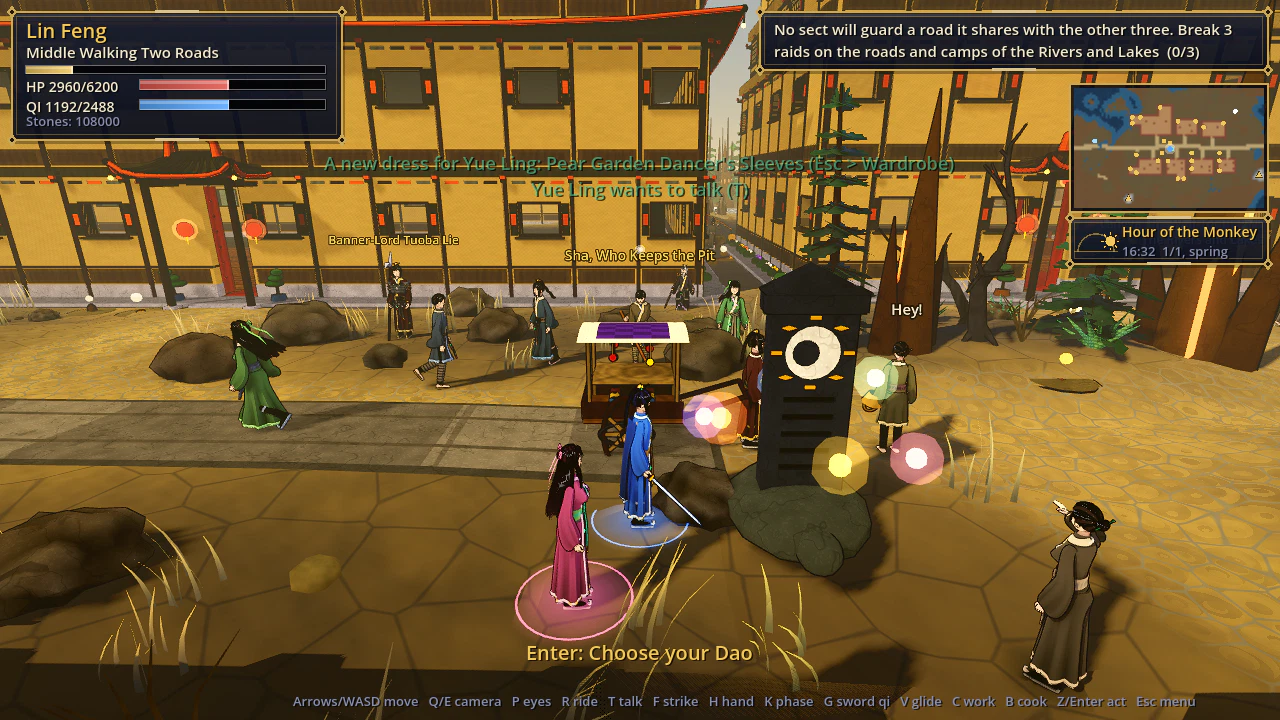 Lin Feng
Middle Walking Two Roads
HP 2960/6200
QI 1192/2488
Stones: 108000
No sect will guard a road it shares with the other three. Break 3
raids on the roads and camps of the Rivers and Lakes (0/3)
A new dress for Yue Ling: Pear Garden Dancer's Sleeves (Esc > Wardrobe)
Yue Ling wants to talk (T)
Hour of the Monkey
16:32 1/1, spring
Banner-Lord Tuoba Lie
Sha, Who Keeps the Pit
Hey!
Enter: Choose your Dao
Arrows/WASD move Q/E camera P eyes R ride T talk F strike H hand K phase G sword qi V glide C work B cook Z/Enter act Esc menu